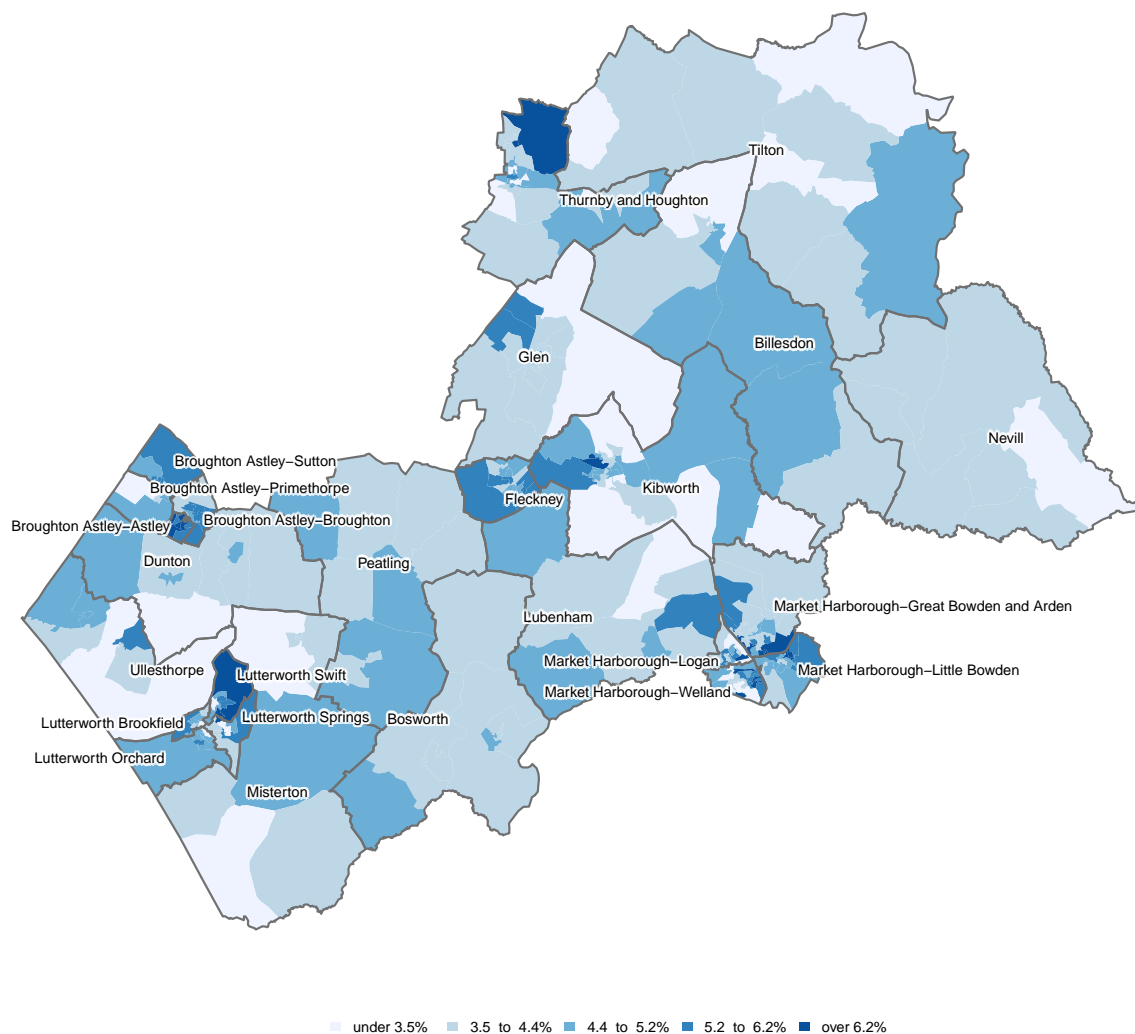 Tilton
Thurnby and Houghton
Billesdon
Glen
Nevill
Broughton Astley−Sutton
Broughton Astley−Primethorpe
Kibworth
Fleckney
Broughton Astley−Astley
Broughton Astley−Broughton
Dunton
Peatling
Market Harborough−Great Bowden and Arden
Lubenham
Market Harborough−Logan
Ullesthorpe
Market Harborough−Little Bowden
Lutterworth Swift
Market Harborough−Welland
Lutterworth Springs
Bosworth
Lutterworth Brookfield
Lutterworth Orchard
Misterton
under 3.5% 3.5 to 4.4% 4.4 to 5.2% 5.2 to 6.2% over 6.2%